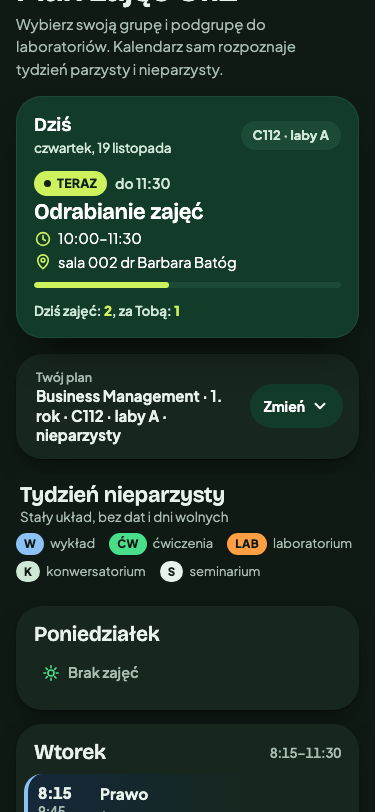 Wybierz swoją grupę i podgrupę do
laboratoriów. Kalendarz sam rozpoznaje
tydzień parzysty i nieparzysty.
Dziś
czwartek, 19 listopada
C112 · laby A
TERAZ do 11:30
Odrabianie zajęć
10:00–11:30
sala 002 dr Barbara Batóg
Dziś zajęć: 2, za Tobą: 1
Twój plan
Business Management · 1.
rok · C112 · laby A ·
nieparzysty
Zmień
Tydzień nieparzysty
Stały układ, bez dat i dni wolnych
W wykład ĆW ćwiczenia LAB laboratorium
K konwersatorium S seminarium
Poniedziałek
Brak zajęć
Wtorek
8:15–11:30
8:15 Prawo
9:45